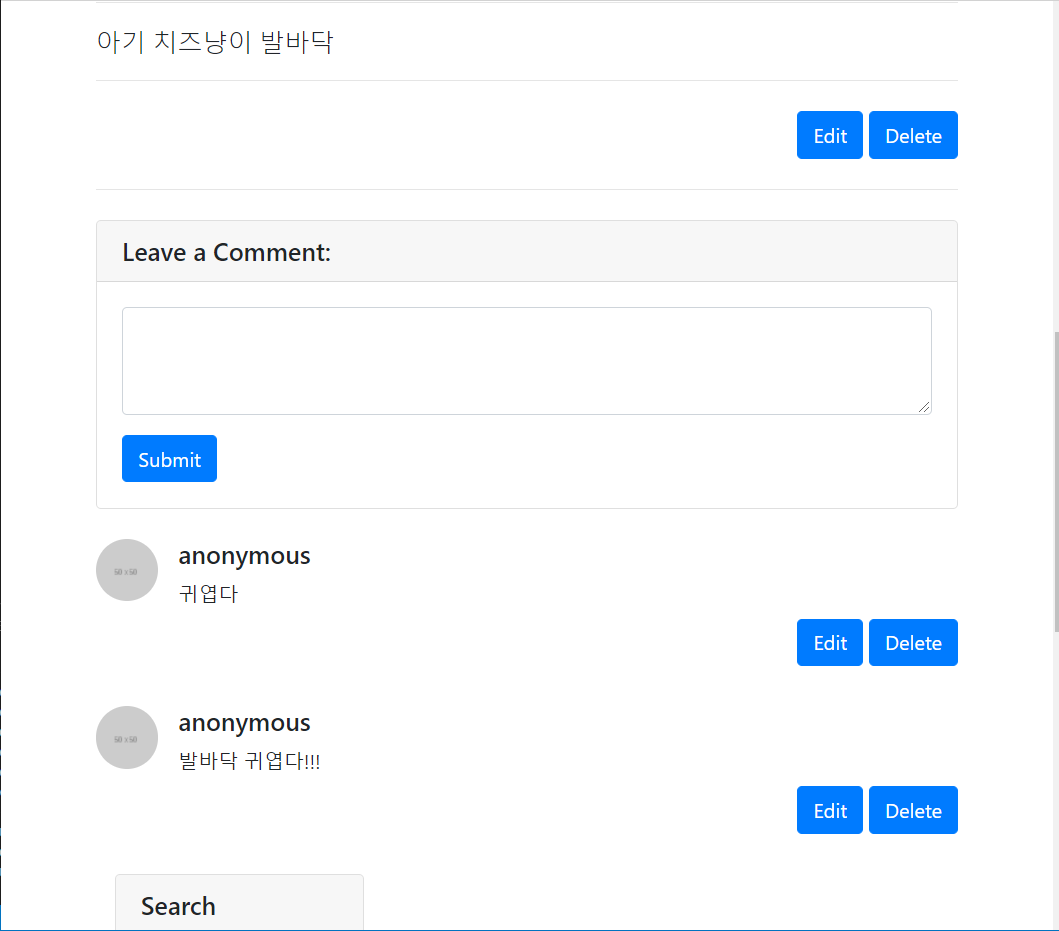 아기 치즈냥이 발바닥
Edit Delete
Leave a Comment:
Submit
50 x 50
anonymous
귀엽다
Edit Delete
50 x 50
anonymous
발바닥 귀엽다!!!
Edit Delete
Search